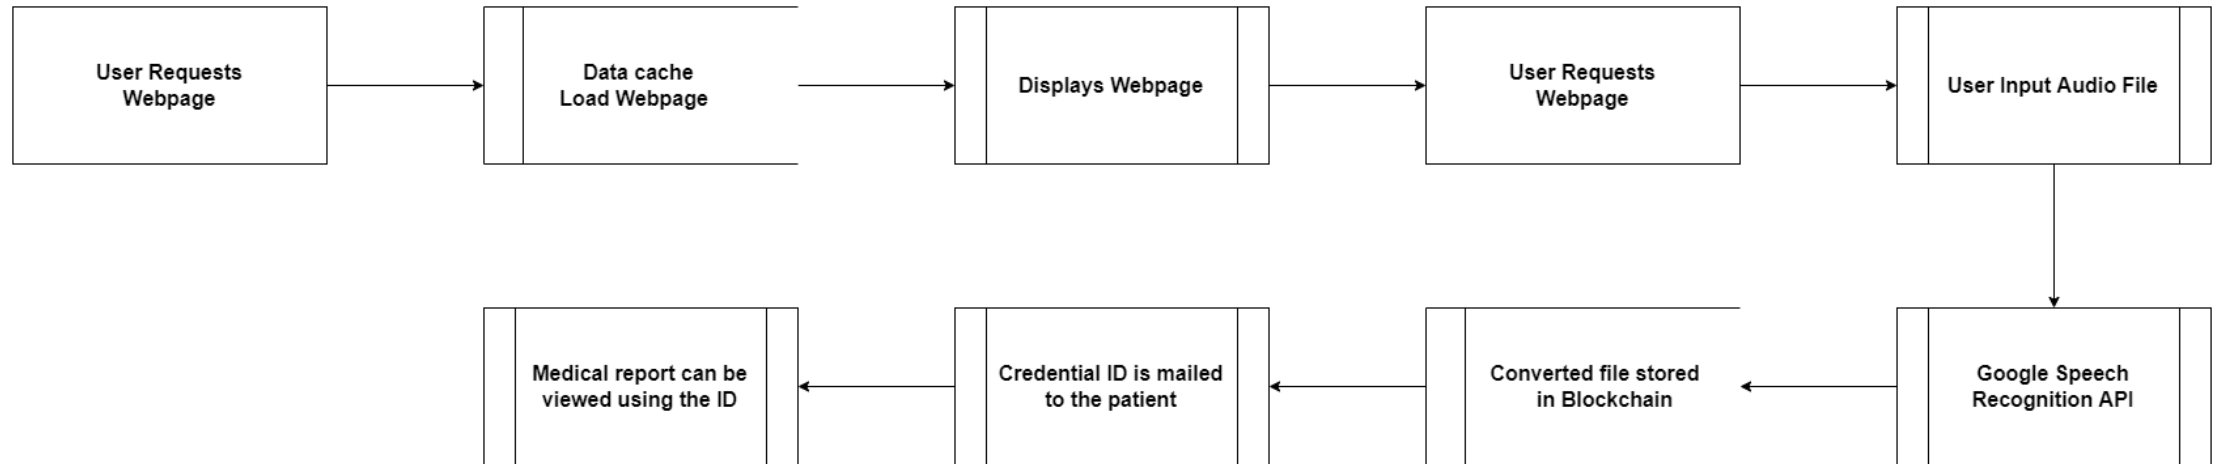 User Requests
Webpage
Data cache
Load Webpage
Displays Webpage
User Requests
Webpage
User Input Audio File
Google Speech
Recognition API
Converted file stored
in Blockchain
Credential ID is mailed
to the patient
Medical report can be
viewed using the ID